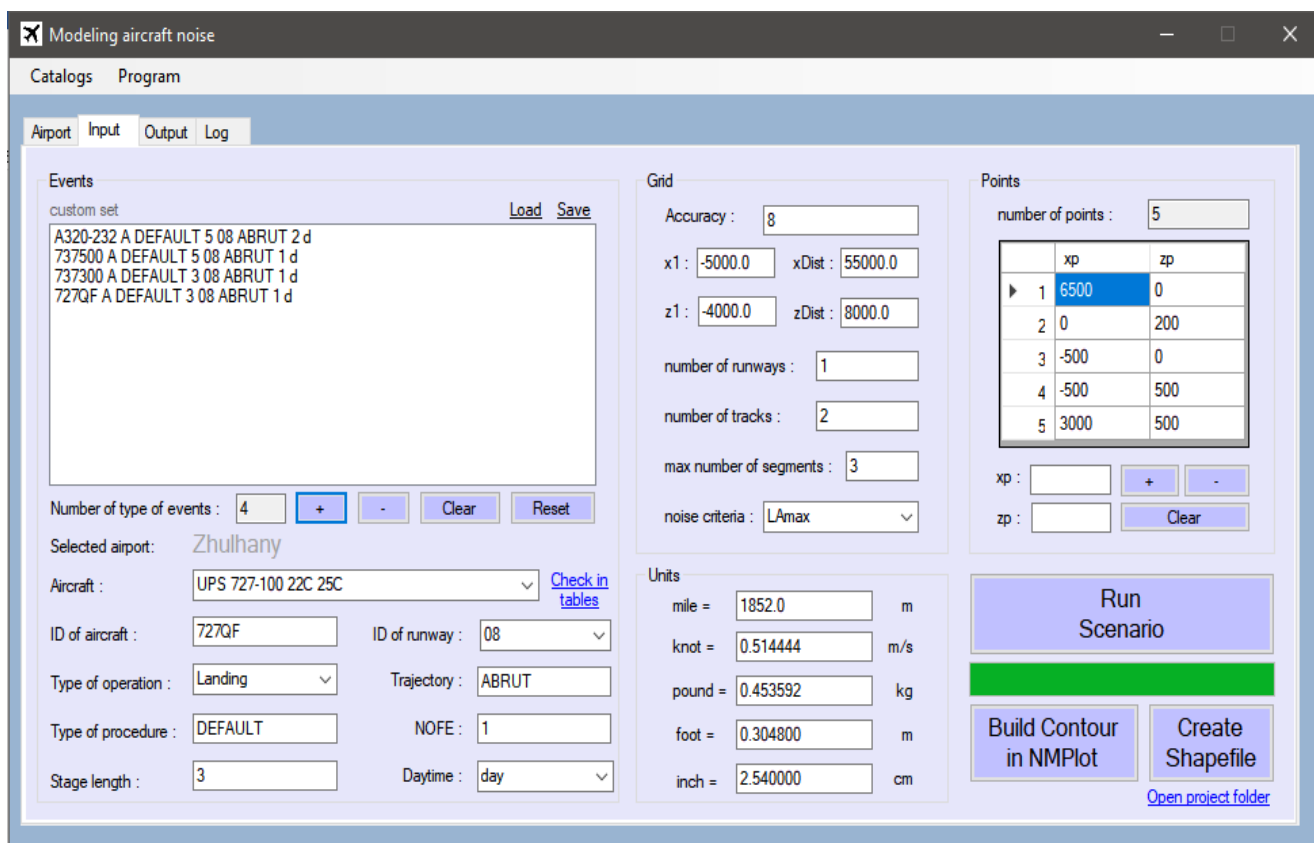 Modeling aircraft noise
Catalogs Program
Airport Input Output Log
Events
custom set Load Save
A320-232 A DEFAULT 5 08 ABRUT 2 d
737500 A DEFAULT 5 08 ABRUT 1 d
737300 A DEFAULT 3 08 ABRUT 1 d
727QF A DEFAULT 3 08 ABRUT 1 d
Number of type of events : 4 + - Clear Reset
Selected airport: Zhulhany
Aircraft : UPS 727-100 22C 25C Check in
tables
ID of aircraft : 727QF ID of runway : 08
Type of operation : Landing Trajectory : ABRUT
Type of procedure : DEFAULT NOFE : 1
Stage length : 3 Daytime : day
Grid
Accuracy : 8
x1 : -5000.0 xDist : 55000.0
z1 : -4000.0 zDist : 8000.0
number of runways : 1
number of tracks : 2
max number of segments : 3
noise criteria : LAmax
Units
mile = 1852.0 m
knot = 0.514444 m/s
pound = 0.453592 kg
foot = 0.304800 m
inch = 2.540000 cm
Points
number of points : 5
xp zp
1 6500 0
2 0 200
3 -500 0
4 -500 500
5 3000 500
xp : + -
zp : Clear
Run
Scenario
Build Contour
in NMPlot
Create
Shapefile
Open project folder